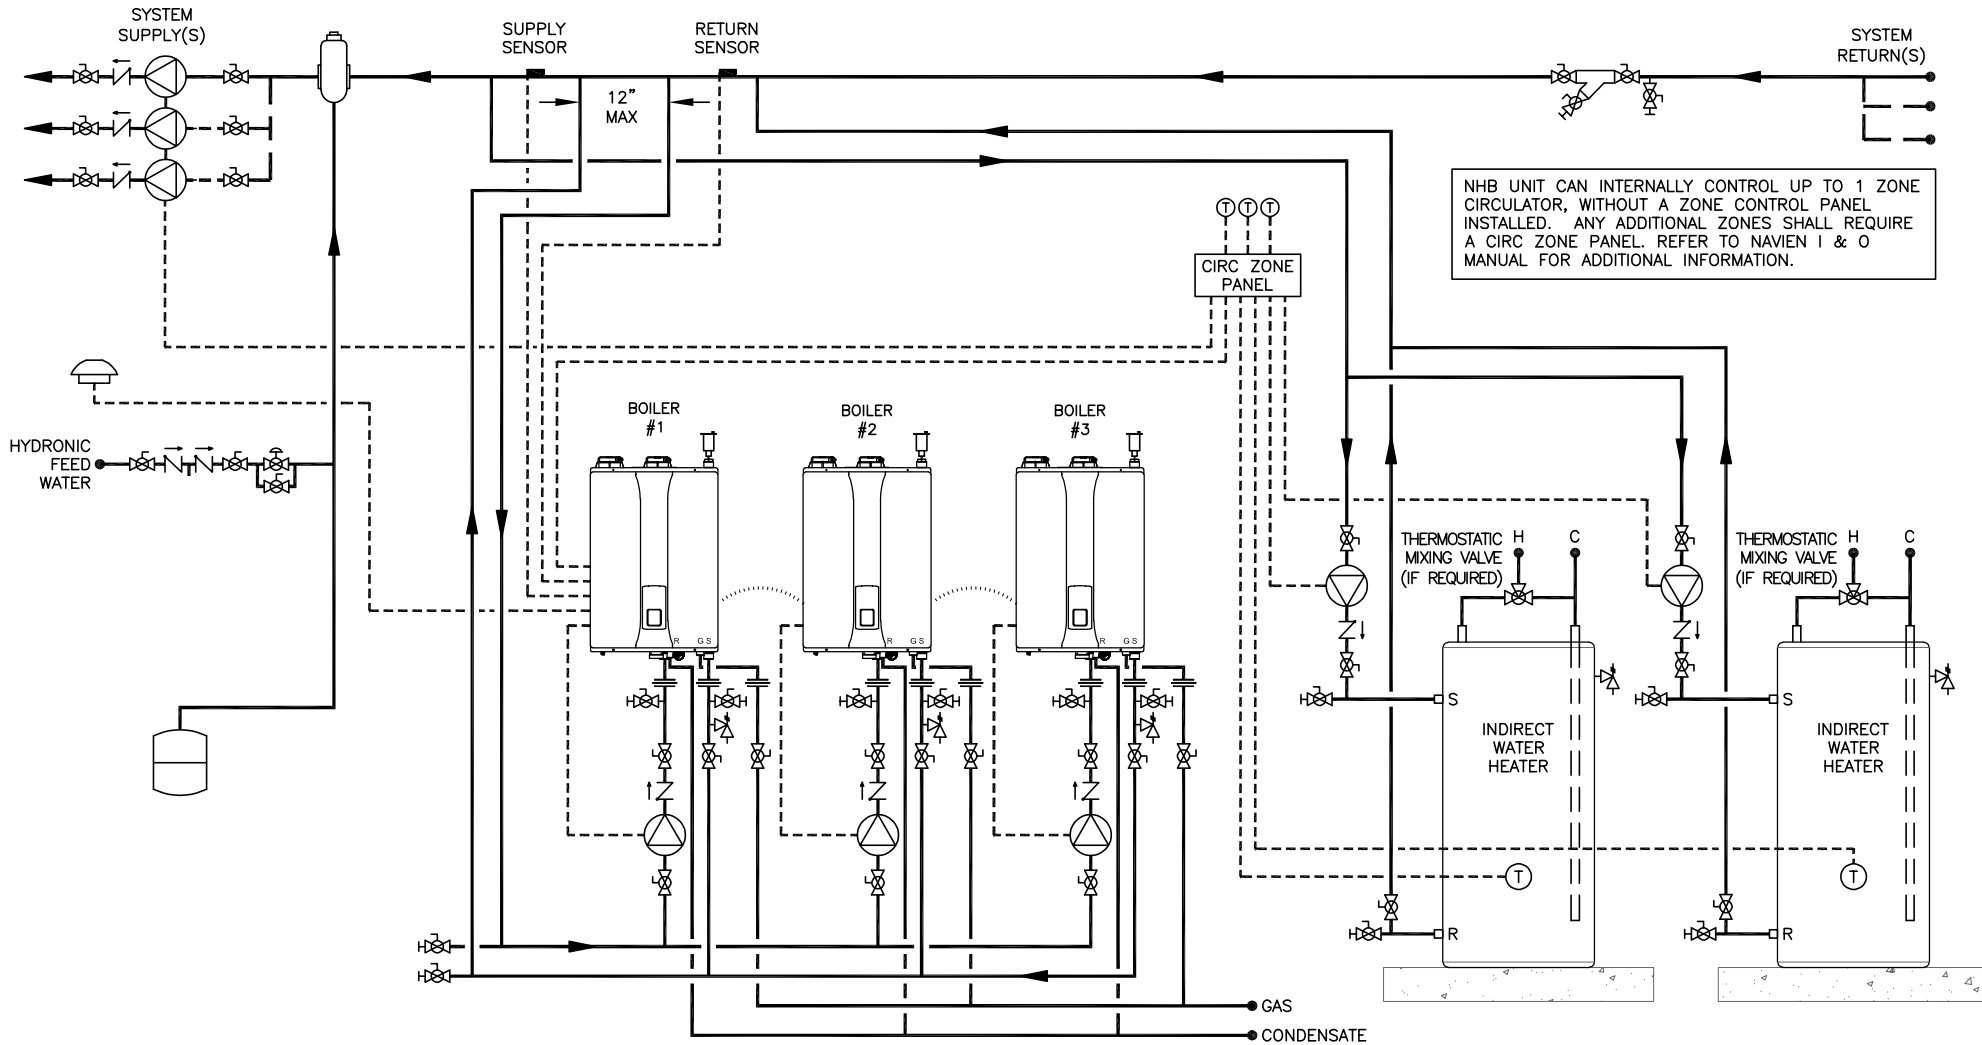 SYSTEM
SUPPLY(S)
SUPPLY
SENSOR
RETURN
SENSOR
SYSTEM
RETURN(S)
12"
MAX
NHB UNIT CAN INTERNALLY CONTROL UP TO 1 ZONE
CIRCULATOR, WITHOUT A ZONE CONTROL PANEL
INSTALLED. ANY ADDITIONAL ZONES SHALL REQUIRE
A CIRC ZONE PANEL. REFER TO NAVIEN I & O
MANUAL FOR ADDITIONAL INFORMATION.
T T T
CIRC ZONE
PANEL
HYDRONIC
FEED
WATER
BOILER
#1
BOILER
#2
BOILER
#3
R G S
R G S
R G S
THERMOSTATIC
MIXING VALVE
(IF REQUIRED)
H C
THERMOSTATIC
MIXING VALVE
(IF REQUIRED)
H C
S
INDIRECT
WATER
HEATER
T
R
S
INDIRECT
WATER
HEATER
T
R
GAS
CONDENSATE